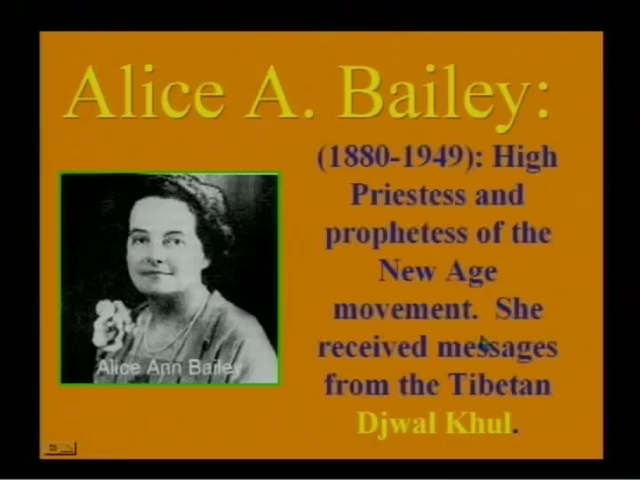 Alice A. Bailey:
(1880-1949): High
Priestess and
prophetess of the
New Age
movement. She
received messages
from the Tibetan
Djwal Khul.
Alice Ann Bailey